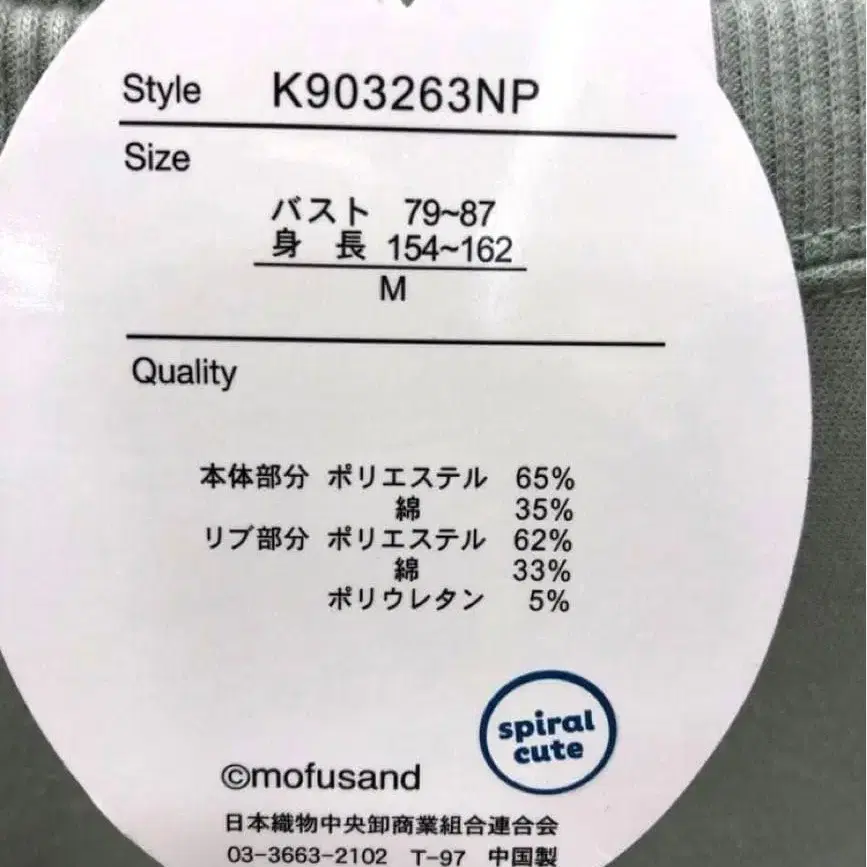 Style K903263NP
Size
バスト 79~87
身 長 154~162
M
Quality
本体部分 ポリエステル 65%
綿 35%
リブ部分 ポリエステル 62%
綿 33%
ポリウレタン 5%
spiral
cute
©mofusand
日本織物中央卸商業組合連合会
03-3663-2102 T-97 中国製